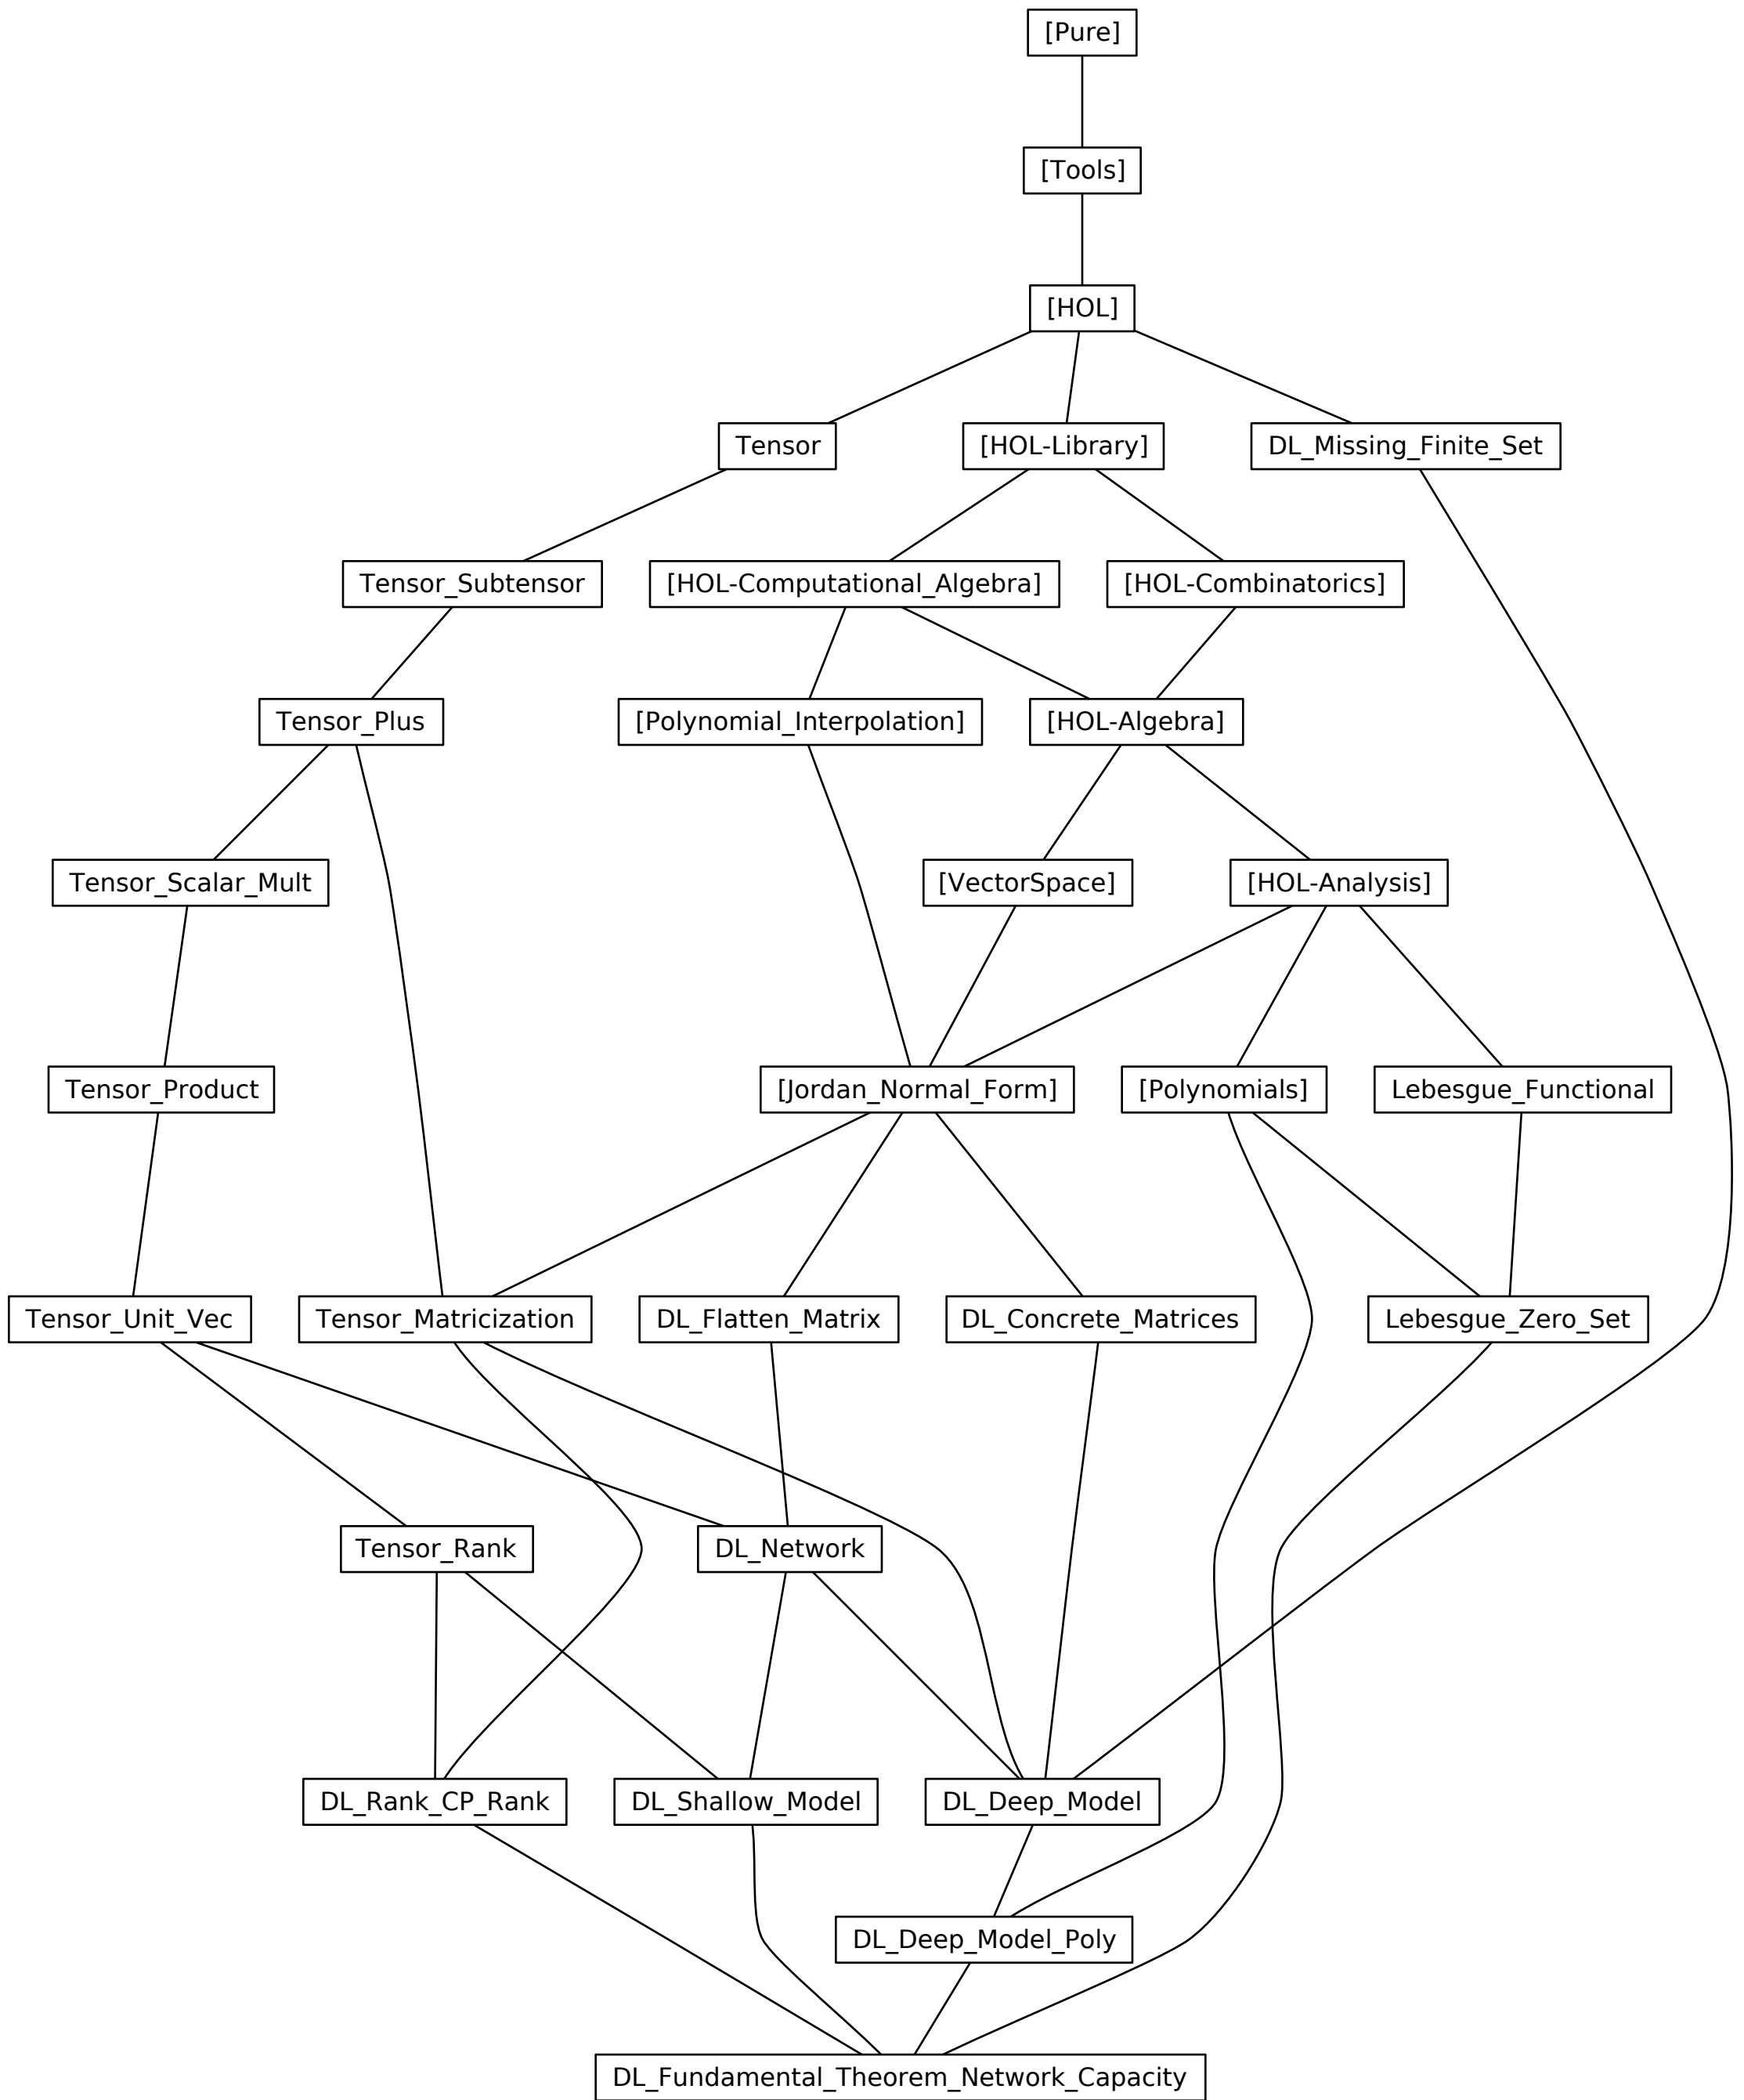 [Pure]
[Tools]
[HOL]
Tensor
[HOL-Library]
DL_Missing_Finite_Set
Tensor_Subtensor
[HOL-Computational_Algebra]
[HOL-Combinatorics]
Tensor_Plus
[Polynomial_Interpolation]
[HOL-Algebra]
Tensor_Scalar_Mult
[VectorSpace]
[HOL-Analysis]
Tensor_Product
[Jordan_Normal_Form]
[Polynomials]
Lebesgue_Functional
Tensor_Unit_Vec
Tensor_Matricization
DL_Flatten_Matrix
DL_Concrete_Matrices
Lebesgue_Zero_Set
Tensor_Rank
DL_Network
DL_Rank_CP_Rank
DL_Shallow_Model
DL_Deep_Model
DL_Deep_Model_Poly
DL_Fundamental_Theorem_Network_Capacity